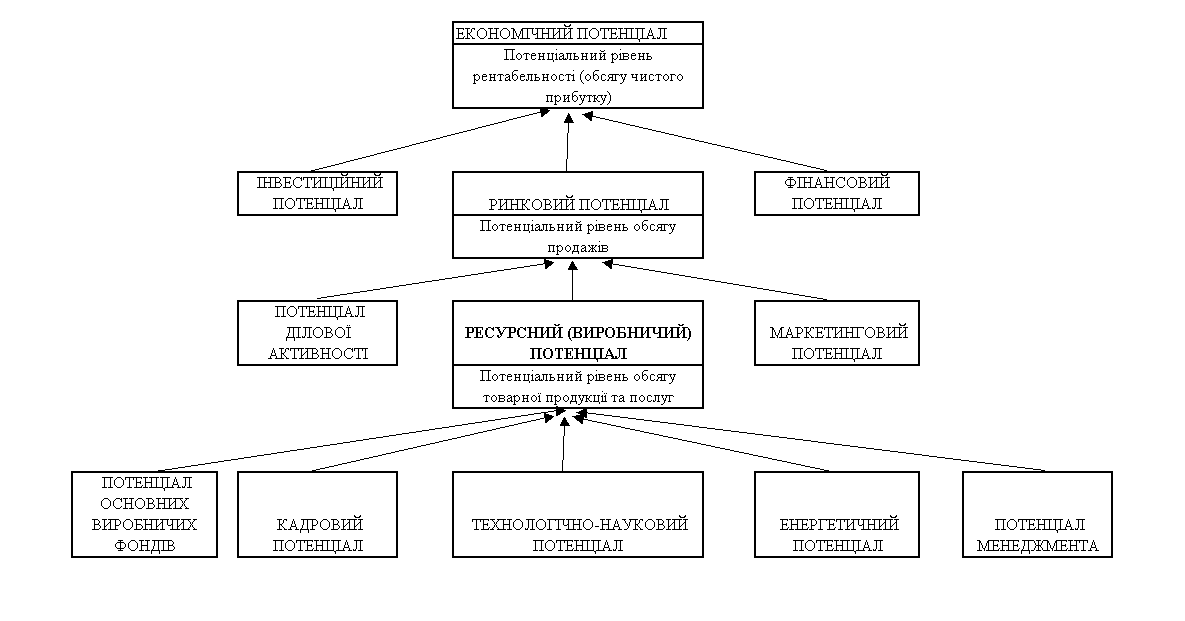 ЕКОНОМІЧНИЙ ПОТЕНЦІАЛ
Потенціальний рівень
рентабельності (обсягу чистого
прибутку)
ІНВЕСТИЦІЙНИЙ
ПОТЕНЦІАЛ
РИНКОВИЙ ПОТЕНЦІАЛ
Потенціальний рівень обсягу
продажів
ФІНАНСОВИЙ
ПОТЕНЦІАЛ
ПОТЕНЦІАЛ
ДІЛОВОЇ
АКТИВНОСТІ
РЕСУРСНИЙ (ВИРОБНИЧИЙ)
ПОТЕНЦІАЛ
Потенціальний рівень обсягу
товарної продукції та послуг
МАРКЕТИНГОВИЙ
ПОТЕНЦІАЛ
ПОТЕНЦІАЛ
ОСНОВНИХ
ВИРОБНИЧИХ
ФОНДІВ
КАДРОВИЙ
ПОТЕНЦІАЛ
ТЕХНОЛОГІЧНО-НАУКОВИЙ
ПОТЕНЦІАЛ
ЕНЕРГЕТИЧНИЙ
ПОТЕНЦІАЛ
ПОТЕНЦІАЛ
МЕНЕДЖМЕНТА